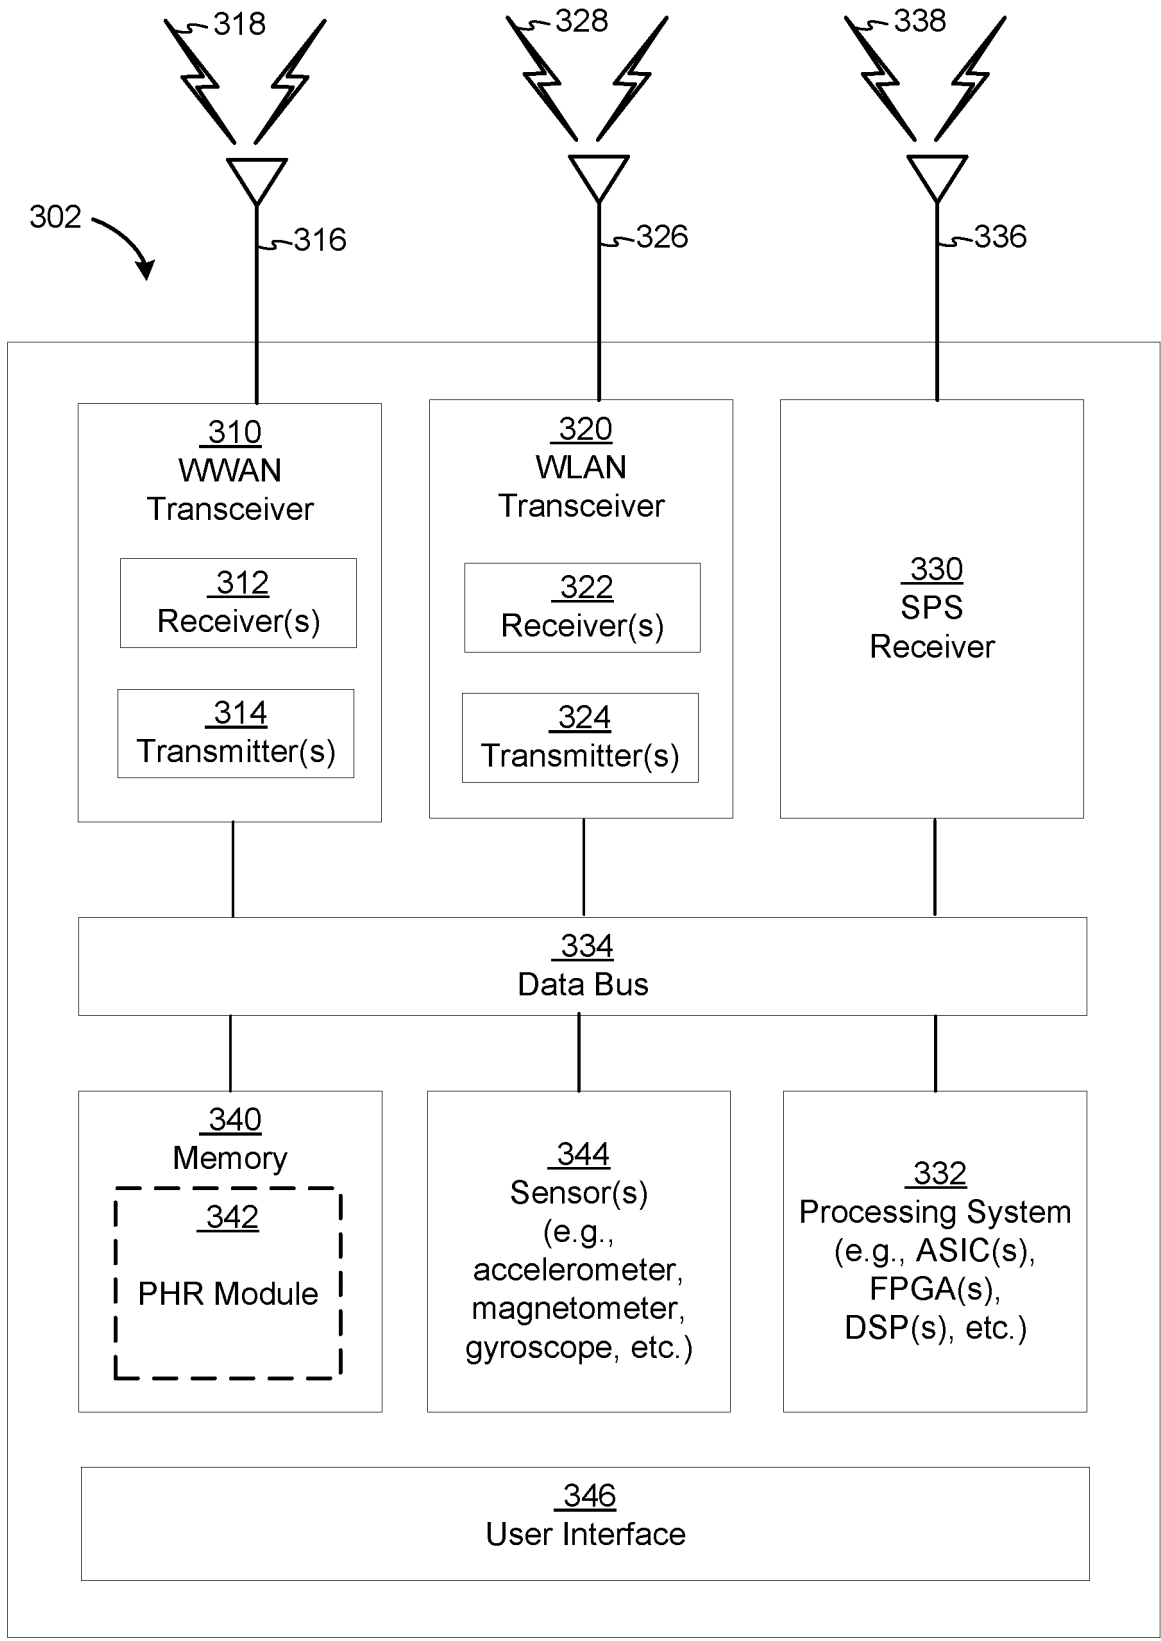 318
328
338
302
316
326
336
310
WWAN
Transceiver
312
Receiver(s)
314
Transmitter(s)
320
WLAN
Transceiver
322
Receiver(s)
324
Transmitter(s)
330
SPS
Receiver
334
Data Bus
340
Memory
342
PHR Module
344
Sensor(s)
(e.g.,
accelerometer,
magnetometer,
gyroscope, etc.)
332
Processing System
(e.g., ASIC(s),
FPGA(s),
DSP(s), etc.)
346
User Interface